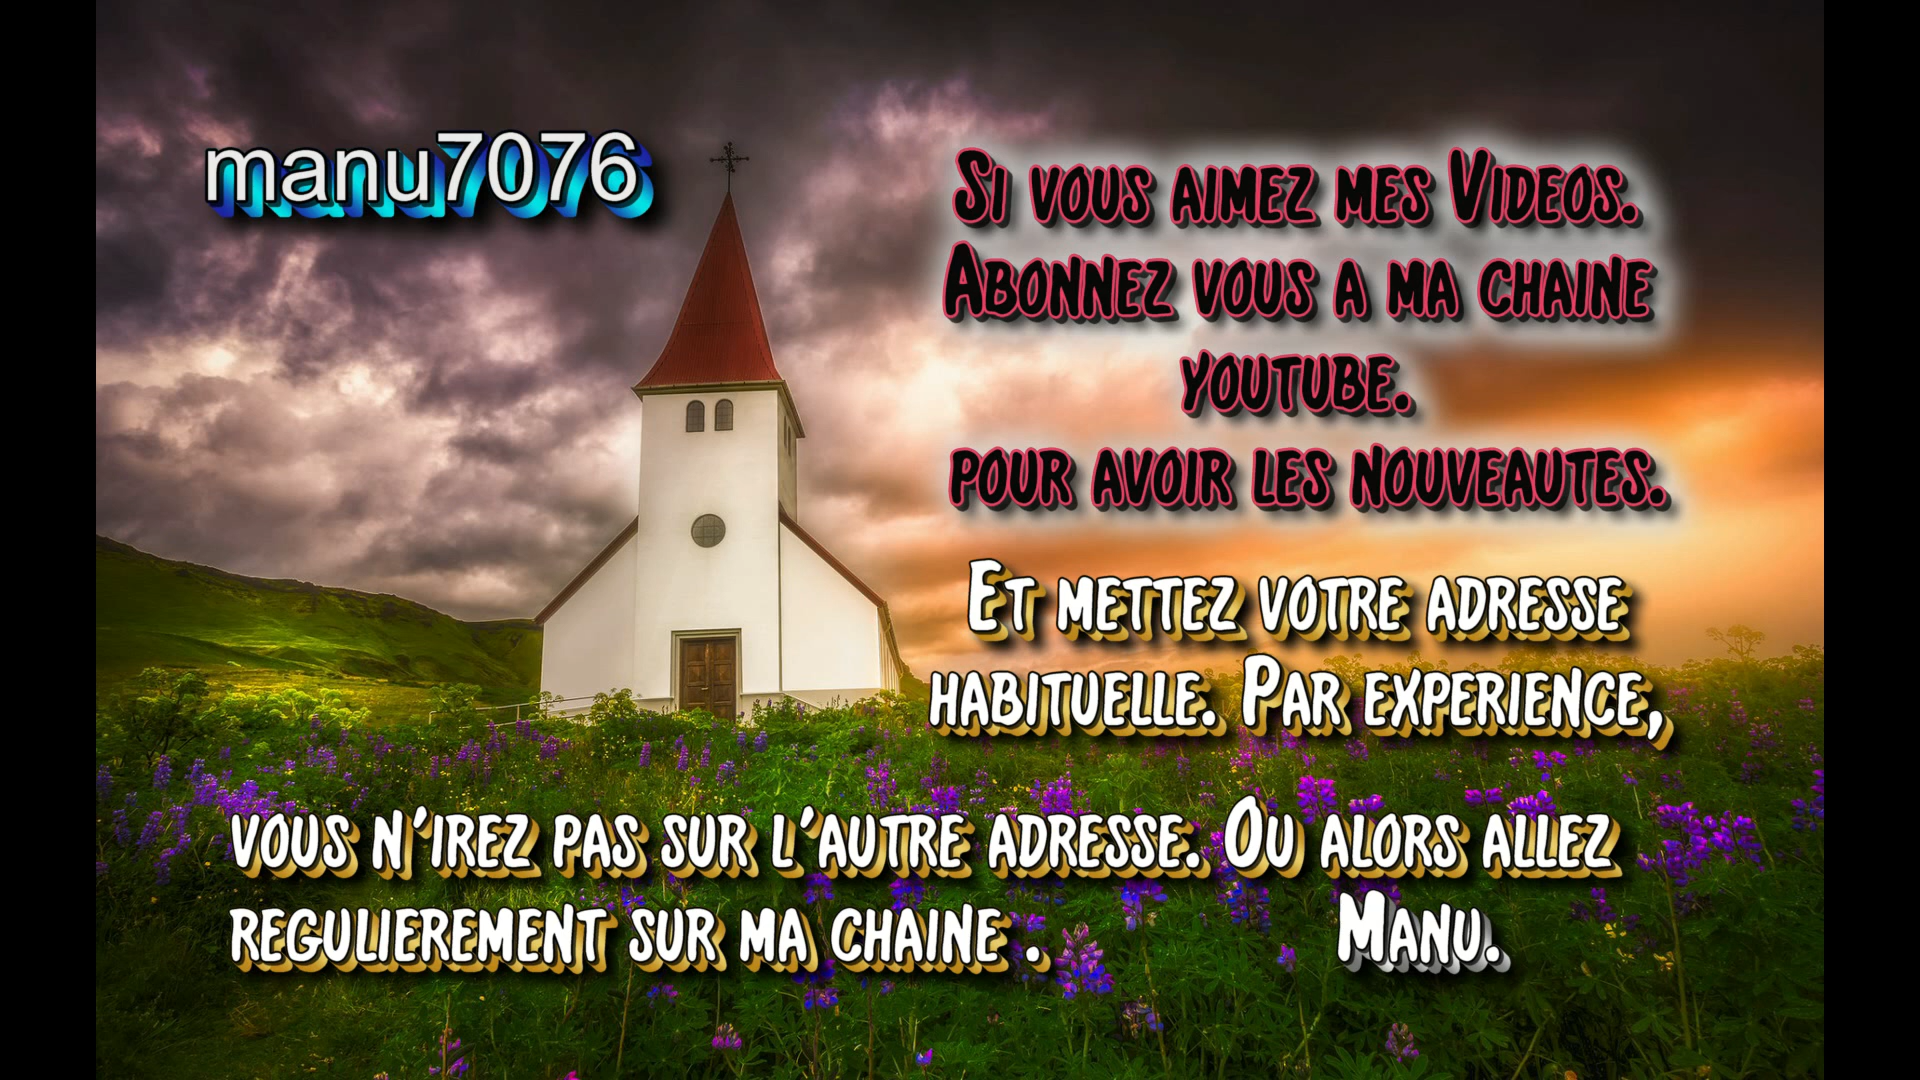 manu7076
Si vous aimez mes Videos.
Abonnez vous a ma chaine
youtube.
pour avoir les nouveautes.
Et mettez votre adresse
habituelle. Par experience,
vous n'irez pas sur l'autre adresse. Ou alors allez
regulierement sur ma chaine .
Manu.